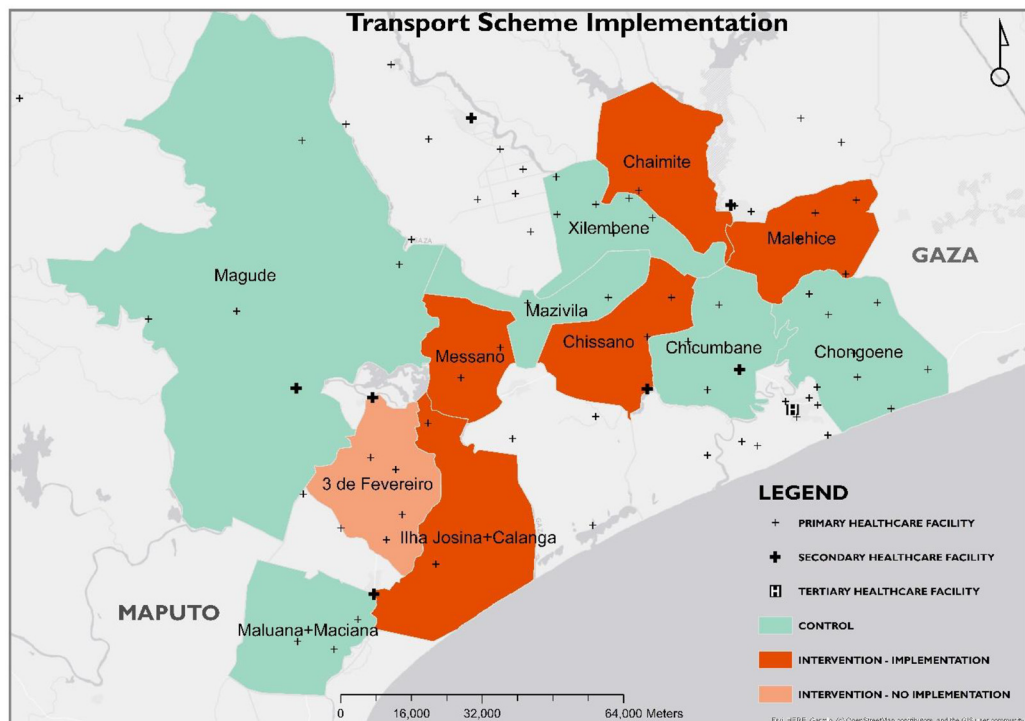 Transport Scheme Implementation
Chaimite
Xilembene
Malehice
GAZA
GAZA
Magude
Mazivila
Messano
Chissano
Chicumbane
Chongoene
3 de Fevereiro
Ilha Josina+Calanga
MAPUTO
Maluana+Maciana
LEGEND
PRIMARY HEALTHCARE FACILITY
SECONDARY HEALTHCARE FACILITY
H TERTIARY HEALTHCARE FACILITY
CONTROL
INTERVENTION - IMPLEMENTATION
INTERVENTION - NO IMPLEMENTATION
0 16,000 32,000 64,000 Meters